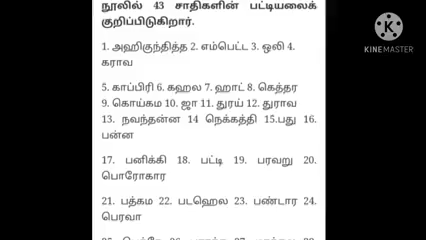 நூலில் 43 சாதிகளின் பட்டியலைக்
குறிப்பிடுகிறார்.
1. அஹிகுந்தித்த 2. எம்பெட்ட 3. ஒலி 4.
கராவ
5. காப்பிரி 6. கஹல 7. ஹாட் 8. கெத்தர
9. கொய்கம 10. ஜா 11. துரய் 12. துராவ
13. நவந்தன்ன 14 நெக்கத்தி 15.பது 16.
பன்ன
17. பனிக்கி 18. பட்டி 19. பரவறு 20.
பொரோகார
21. பத்கம 22. படஹெல 23. பண்டார 24.
பெரவா
KINEMASTER